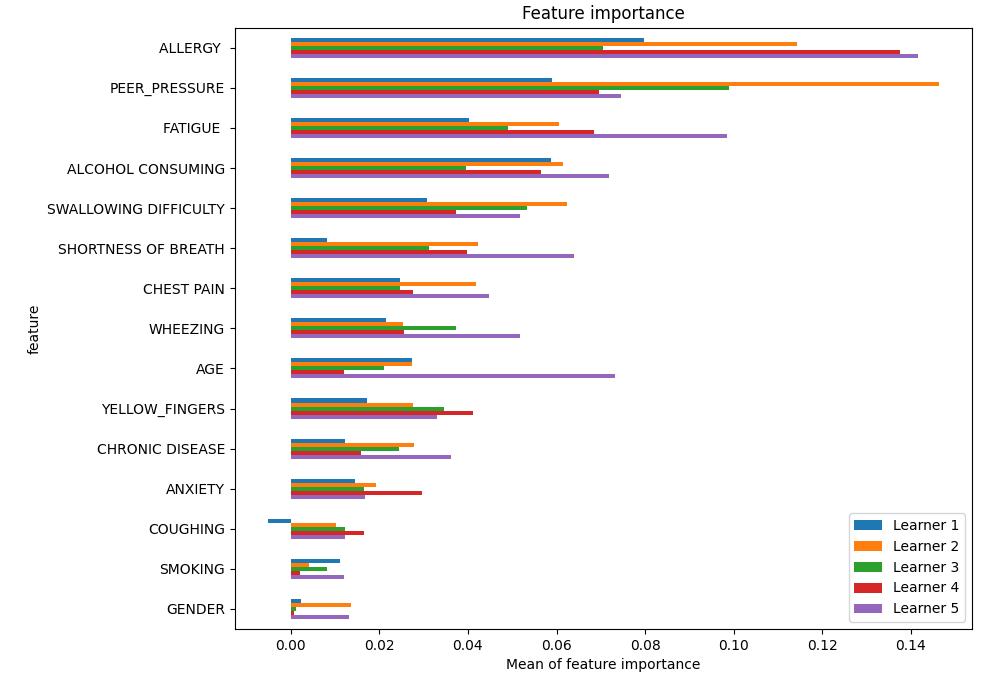 Feature importance
ALLERGY
PEER_PRESSURE
FATIGUE
ALCOHOL CONSUMING
SWALLOWING DIFFICULTY
SHORTNESS OF BREATH
CHEST PAIN
WHEEZING
AGE
YELLOW_FINGERS
CHRONIC DISEASE
ANXIETY
COUGHING
SMOKING
GENDER
feature
Learner 1
Learner 2
Learner 3
Learner 4
Learner 5
0.00 0.02 0.04 0.06 0.08 0.10 0.12 0.14
Mean of feature importance